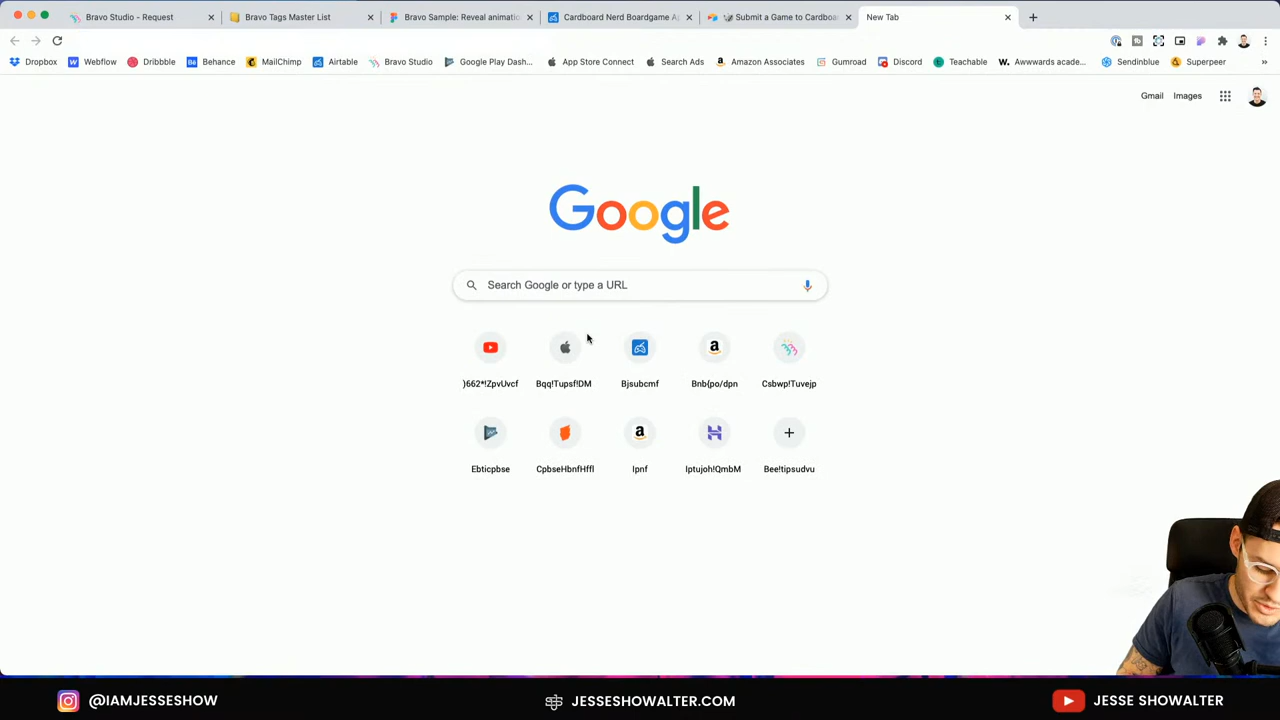 Bravo Studio - Request
Bravo Tags Master List
Bravo Sample: Reveal animatio
Cardboard Nerd Boardgame A
Submit a Game to Cardboa
New Tab
Dropbox
Webflow
Dribbble
Behance
MailChimp
Airtable
Bravo Studio
Google Play Dash...
App Store Connect
Search Ads
Amazon Associates
Gumroad
Discord
Teachable
Awwwards acade...
Sendinblue
Superpeer
Gmail
Images
Google
Search Google or type a URL
)662*!ZpvUvcf
Bqq!Tupsf!DM
Bjsubcmf
Bnb{po/dpn
Csbwp!Tuvejp
Ebticpbse
CpbseHbnfHffl
Ipnf
Iptujoh!QmbM
Bee!tipsudvu
@IAMJESSESHOW
JESSESHOWALTER.COM
JESSE SHOWALTER